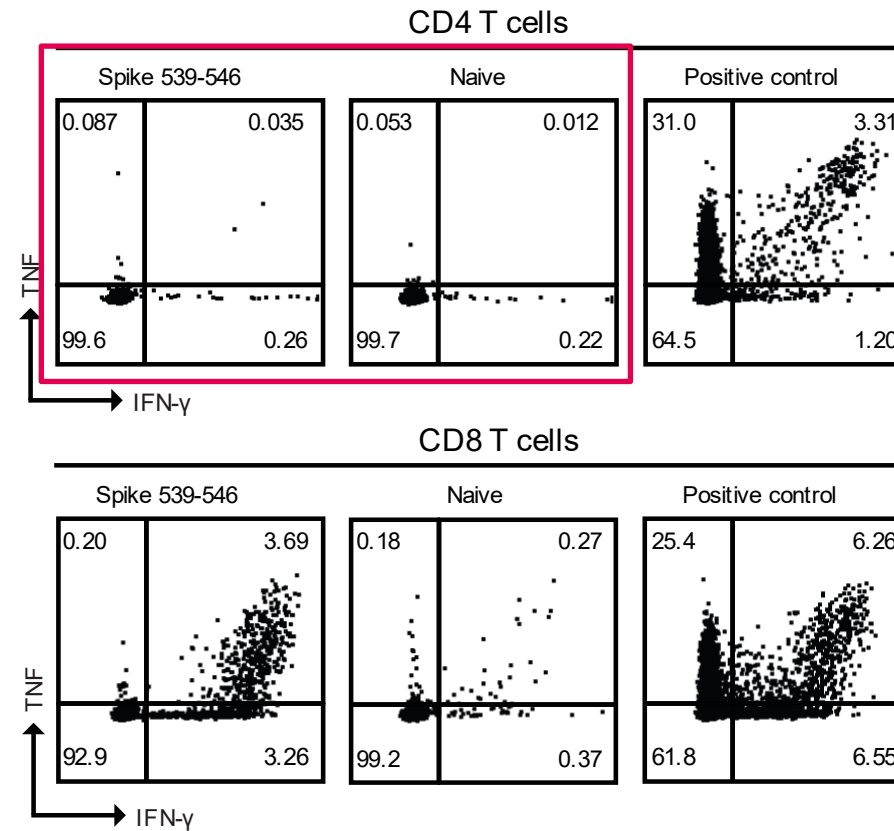 CD4 T cells
Spike 539-546 Naive Positive control
0.087 0.035 0.053 0.012 31.0 3.31
TNF
99.6 0.26 99.7 0.22 64.5 1.20
IFN-γ
CD8 T cells
Spike 539-546 Naive Positive control
0.20 3.69 0.18 0.27 25.4 6.26
TNF
92.9 3.26 99.2 0.37 61.8 6.55
IFN-γ